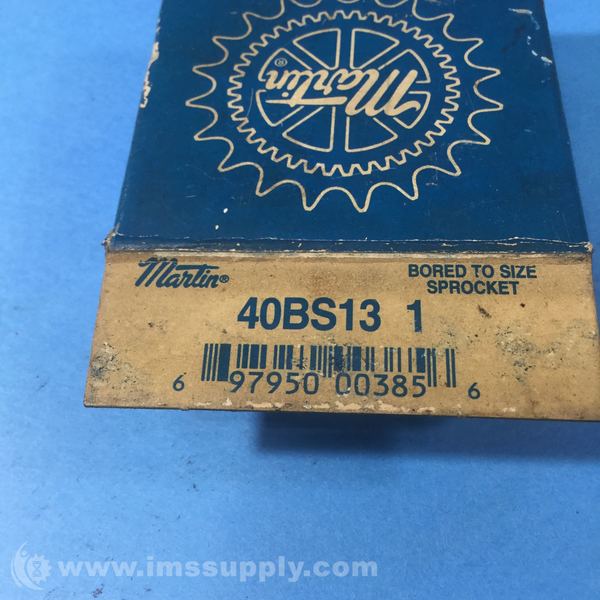 Martin®
Martin®
BORED TO SIZE
SPROCKET
40BS13 1
6 97950 00385 6
www.imssupply.com